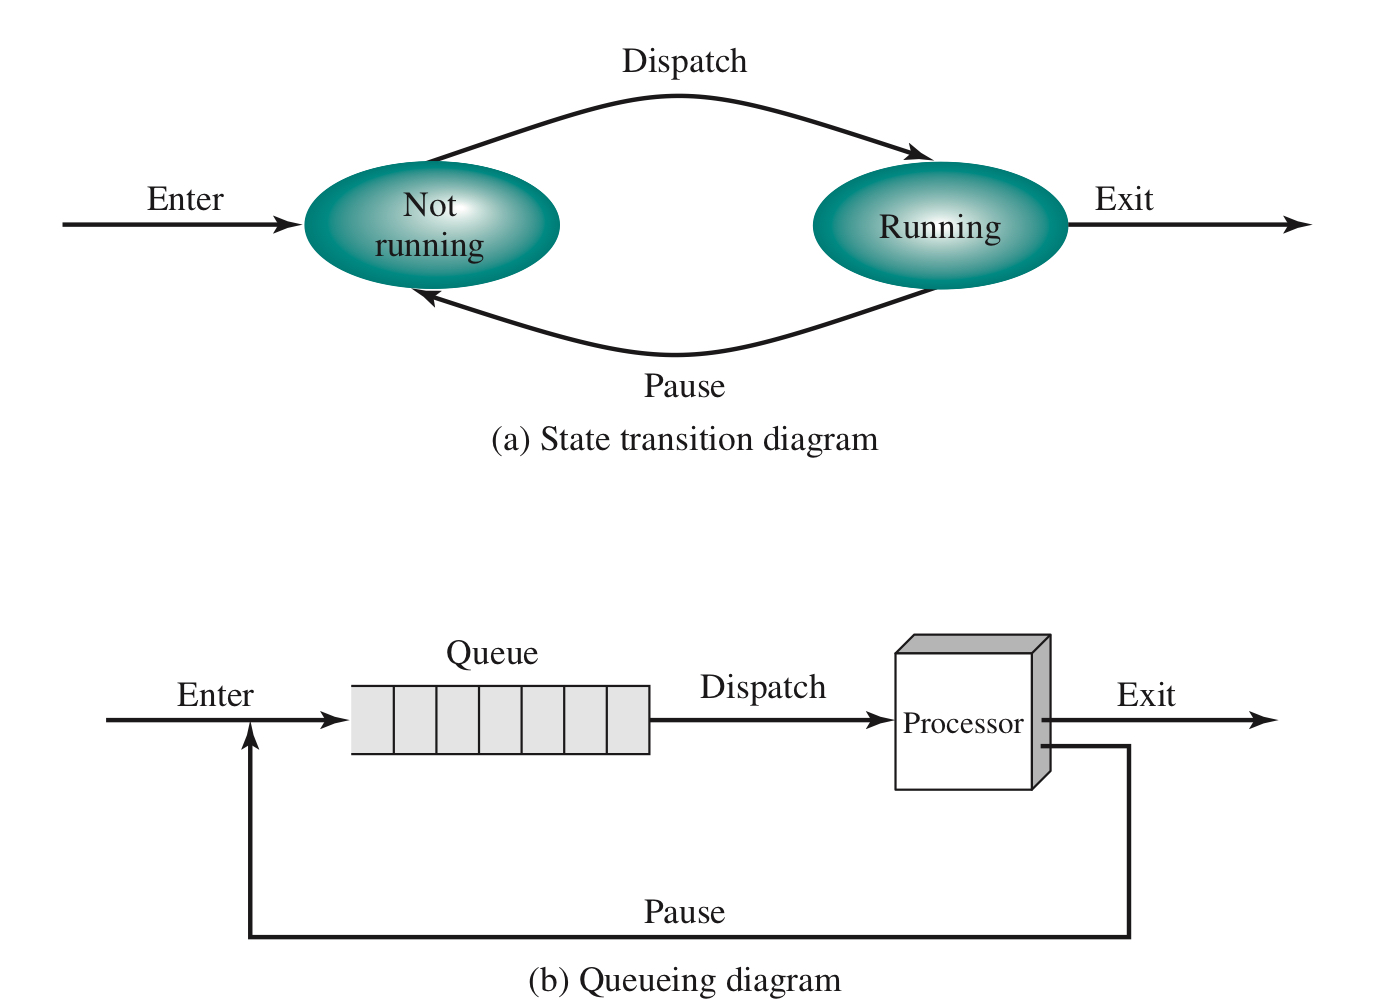 Dispatch
Enter
Not
running
Running
Exit
Pause
(a) State transition diagram
Queue
Enter
Dispatch
Processor
Exit
Pause
(b) Queueing diagram